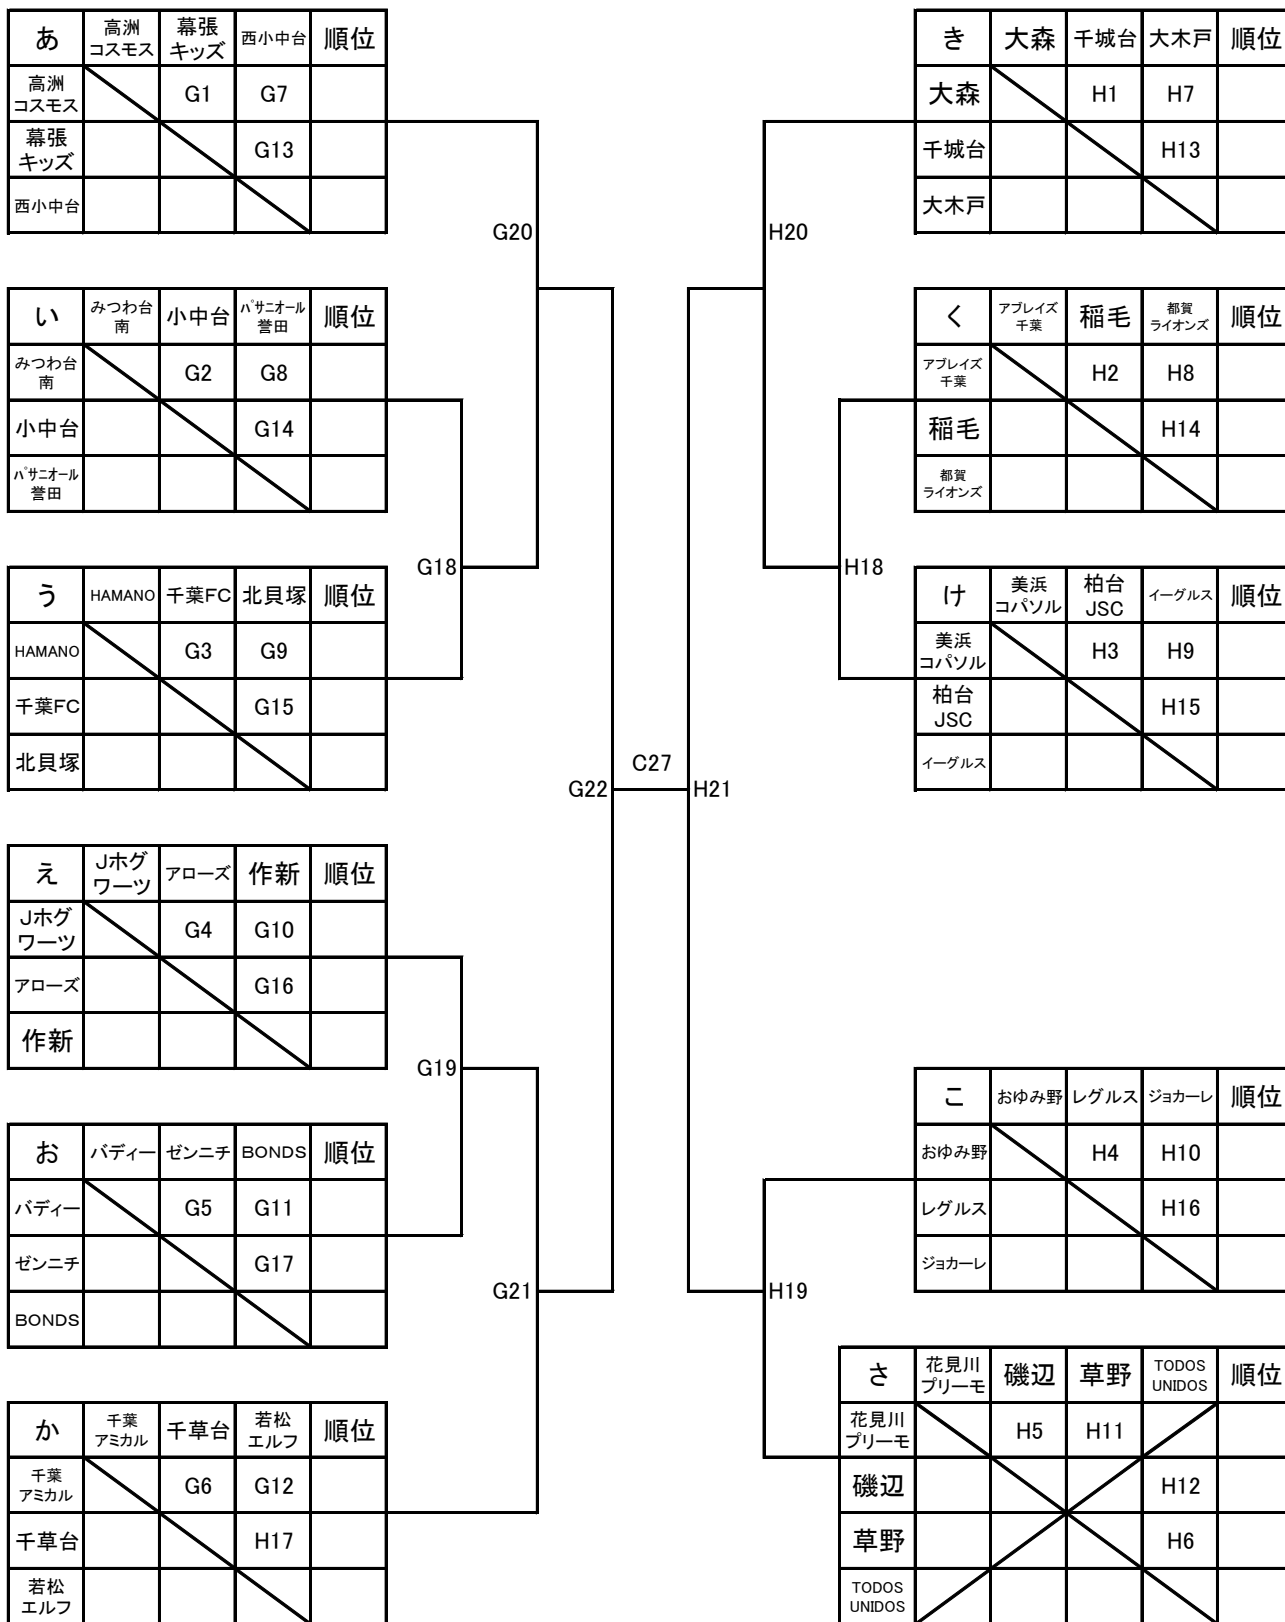 あ 高洲コスモス 幕張キッズ 西小中台 順位
高洲コスモス G1 G7
幕張キッズ G13
西小中台
G20
い みつわ台南 小中台 パサニオール誉田 順位
みつわ台南 G2 G8
小中台 G14
パサニオール誉田
G18
う HAMANO 千葉FC 北貝塚 順位
HAMANO G3 G9
千葉FC G15
北貝塚
G22
C27
え Jホグワーツ アローズ 作新 順位
Jホグワーツ G4 G10
アローズ G16
作新
G19
お バディー ゼンニチ BONDS 順位
バディー G5 G11
ゼンニチ G17
BONDS
G21
か 千葉アミカル 千草台 若松エルフ 順位
千葉アミカル G6 G12
千草台 H17
若松エルフ
き 大森 千城台 大木戸 順位
大森 H1 H7
千城台 H13
大木戸
H20
く アブレイズ千葉 稲毛 都賀ライオンズ 順位
アブレイズ千葉 H2 H8
稲毛 H14
都賀ライオンズ
H18
け 美浜コパソル 柏台JSC イーグルス 順位
美浜コパソル H3 H9
柏台JSC H15
イーグルス
H21
こ おゆみ野 レグルス ジョカーレ 順位
おゆみ野 H4 H10
レグルス H16
ジョカーレ
H19
さ 花見川プリーモ 磯辺 草野 TODOS UNIDOS 順位
花見川プリーモ H5 H11
磯辺 H12
草野 H6
TODOS UNIDOS